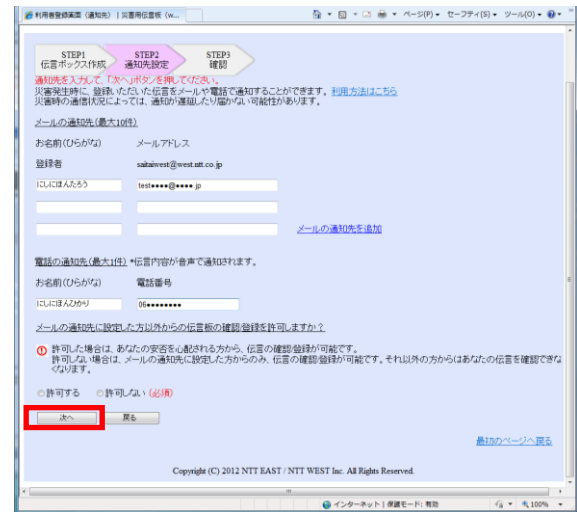 利用者登録画面（通知先）｜災害用伝言板（w...
ページ(P) セーフティ(S) ツール(O)
STEP1 STEP2 STEP3
伝言ボックス作成 通知先設定 確認
通知先を入力して、「次へ」ボタンを押してください。
災害発生時に、登録いただいた伝言をメールや電話で通知することができます。利用方法はこちら
災害時の通信状況によっては、通知が遅延したり届かない可能性があります。
メールの通知先(最大10件)
お名前(ひらがな) メールアドレス
登録者 saitaiwest@west.ntt.co.jp
にしにほんたろう test●●●●@●●●●.jp
メールの通知先を追加
電話の通知先(最大1件) *伝言内容が音声で通知されます。
お名前(ひらがな) 電話番号
にしにほんひかり 06●●●●●●●●
メールの通知先に設定した方以外からの伝言板の確認/登録を許可しますか？
許可した場合は、あなたの安否を心配される方から、伝言の確認/登録が可能です。
許可しない場合は、メールの通知先に設定した方からのみ、伝言の確認/登録が可能です。それ以外の方からはあなたの伝言を確認できな
くなります。
許可する 許可しない (必須)
次へ 戻る
最初のページへ戻る
Copyright (C) 2012 NTT EAST / NTT WEST Inc. All Rights Reserved.
インターネット | 保護モード: 有効 100%